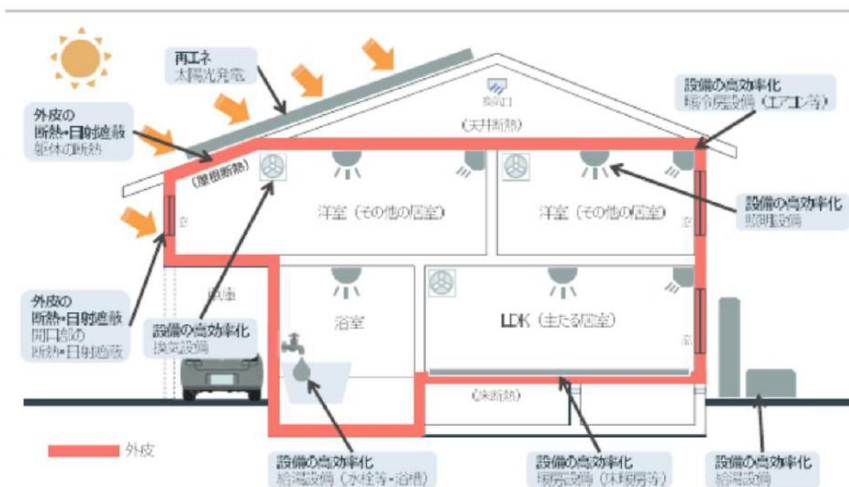 再エネ
太陽光発電
外皮の
断熱・日射遮蔽
躯体の断熱
(屋根断熱)
換気口
(天井断熱)
設備の高効率化
暖冷房設備(エアコン等)
洋室(その他の居室)
洋室(その他の居室)
設備の高効率化
照明設備
窓
窓
外皮の
断熱・日射遮蔽
開口部の
断熱・日射遮蔽
車庫
設備の高効率化
換気設備
浴室
LDK(主たる居室)
窓
(床断熱)
外皮
設備の高効率化
給湯設備(水栓等・浴槽)
設備の高効率化
暖房設備(床暖房等)
設備の高効率化
給湯設備